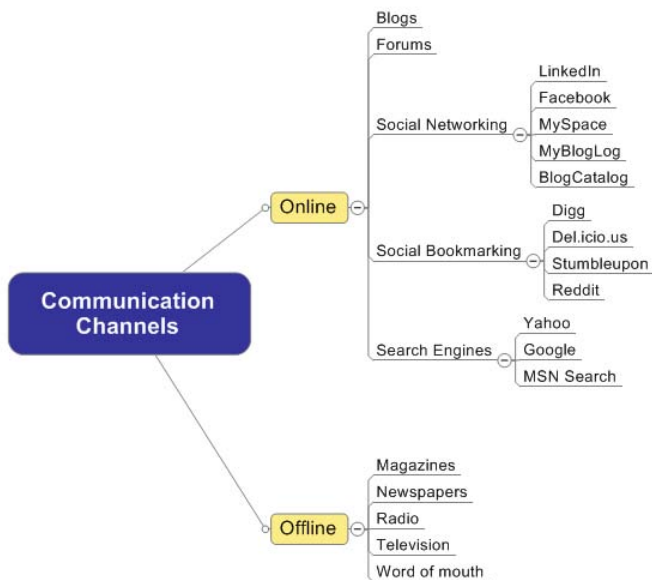 Communication
Channels
Online
Blogs
Forums
Social Networking
LinkedIn
Facebook
MySpace
MyBlogLog
BlogCatalog
Social Bookmarking
Digg
Del.icio.us
Stumbleupon
Reddit
Search Engines
Yahoo
Google
MSN Search
Offline
Magazines
Newspapers
Radio
Television
Word of mouth